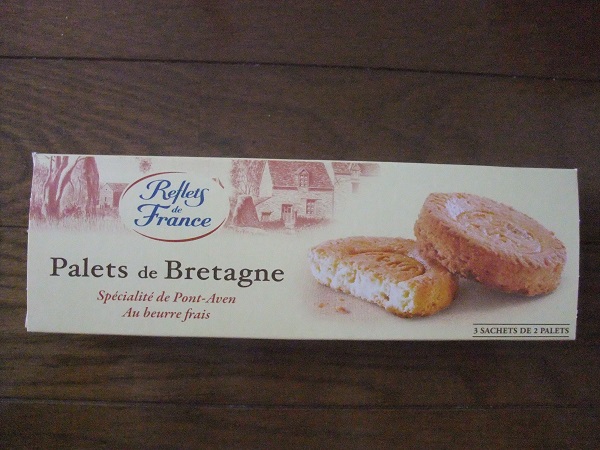 Reflets
de
France
Palets de Bretagne
Spécialité de Pont-Aven
Au beurre frais
3 SACHETS DE 2 PALETS